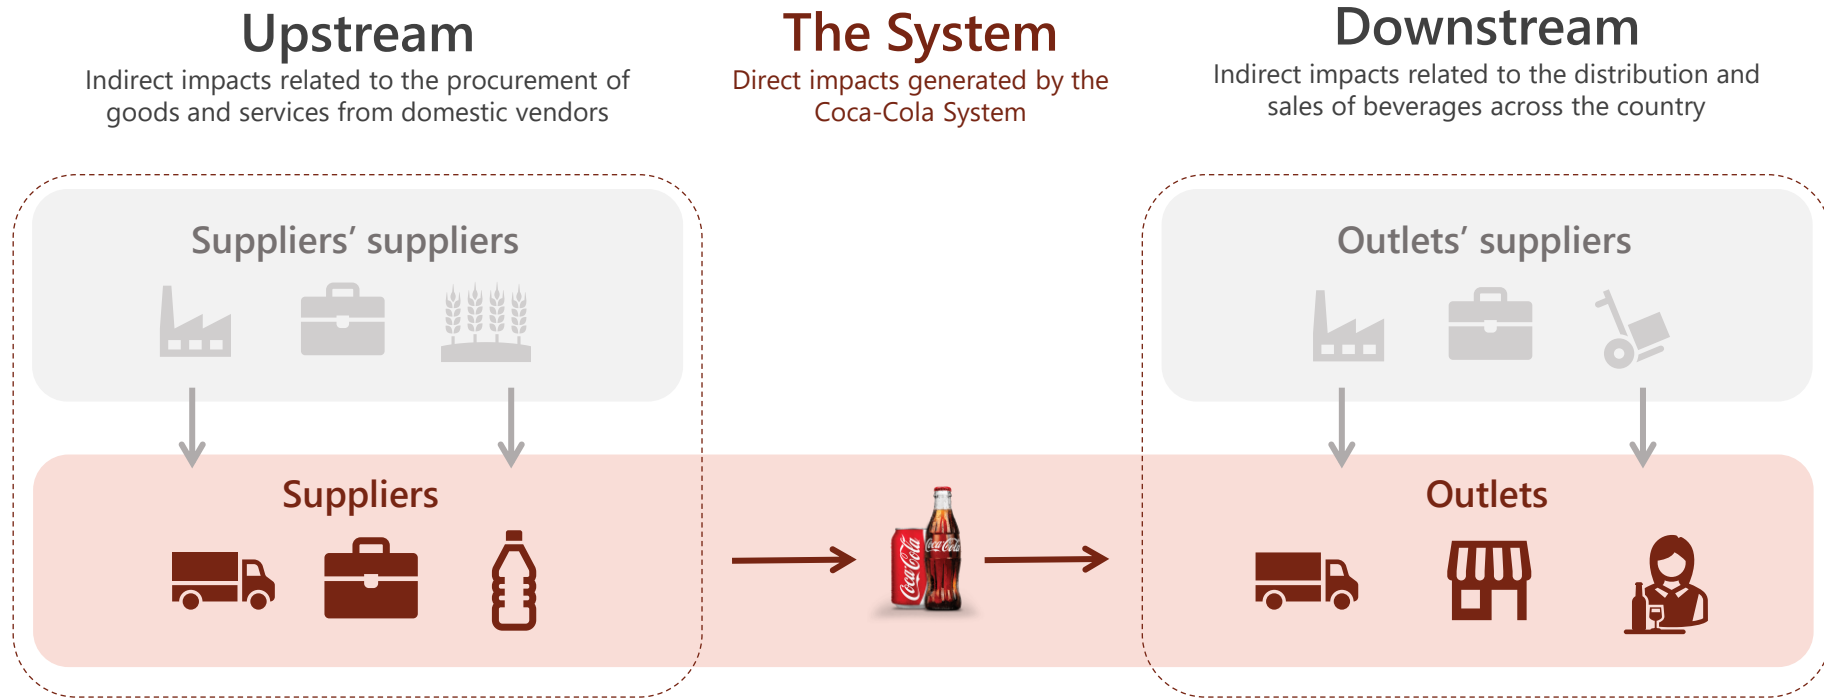 Upstream
Indirect impacts related to the procurement of
goods and services from domestic vendors
The System
Direct impacts generated by the
Coca-Cola System
Downstream
Indirect impacts related to the distribution and
sales of beverages across the country
Suppliers’ suppliers
Outlets’ suppliers
Suppliers
Outlets
Coca-Cola
Coca-Cola